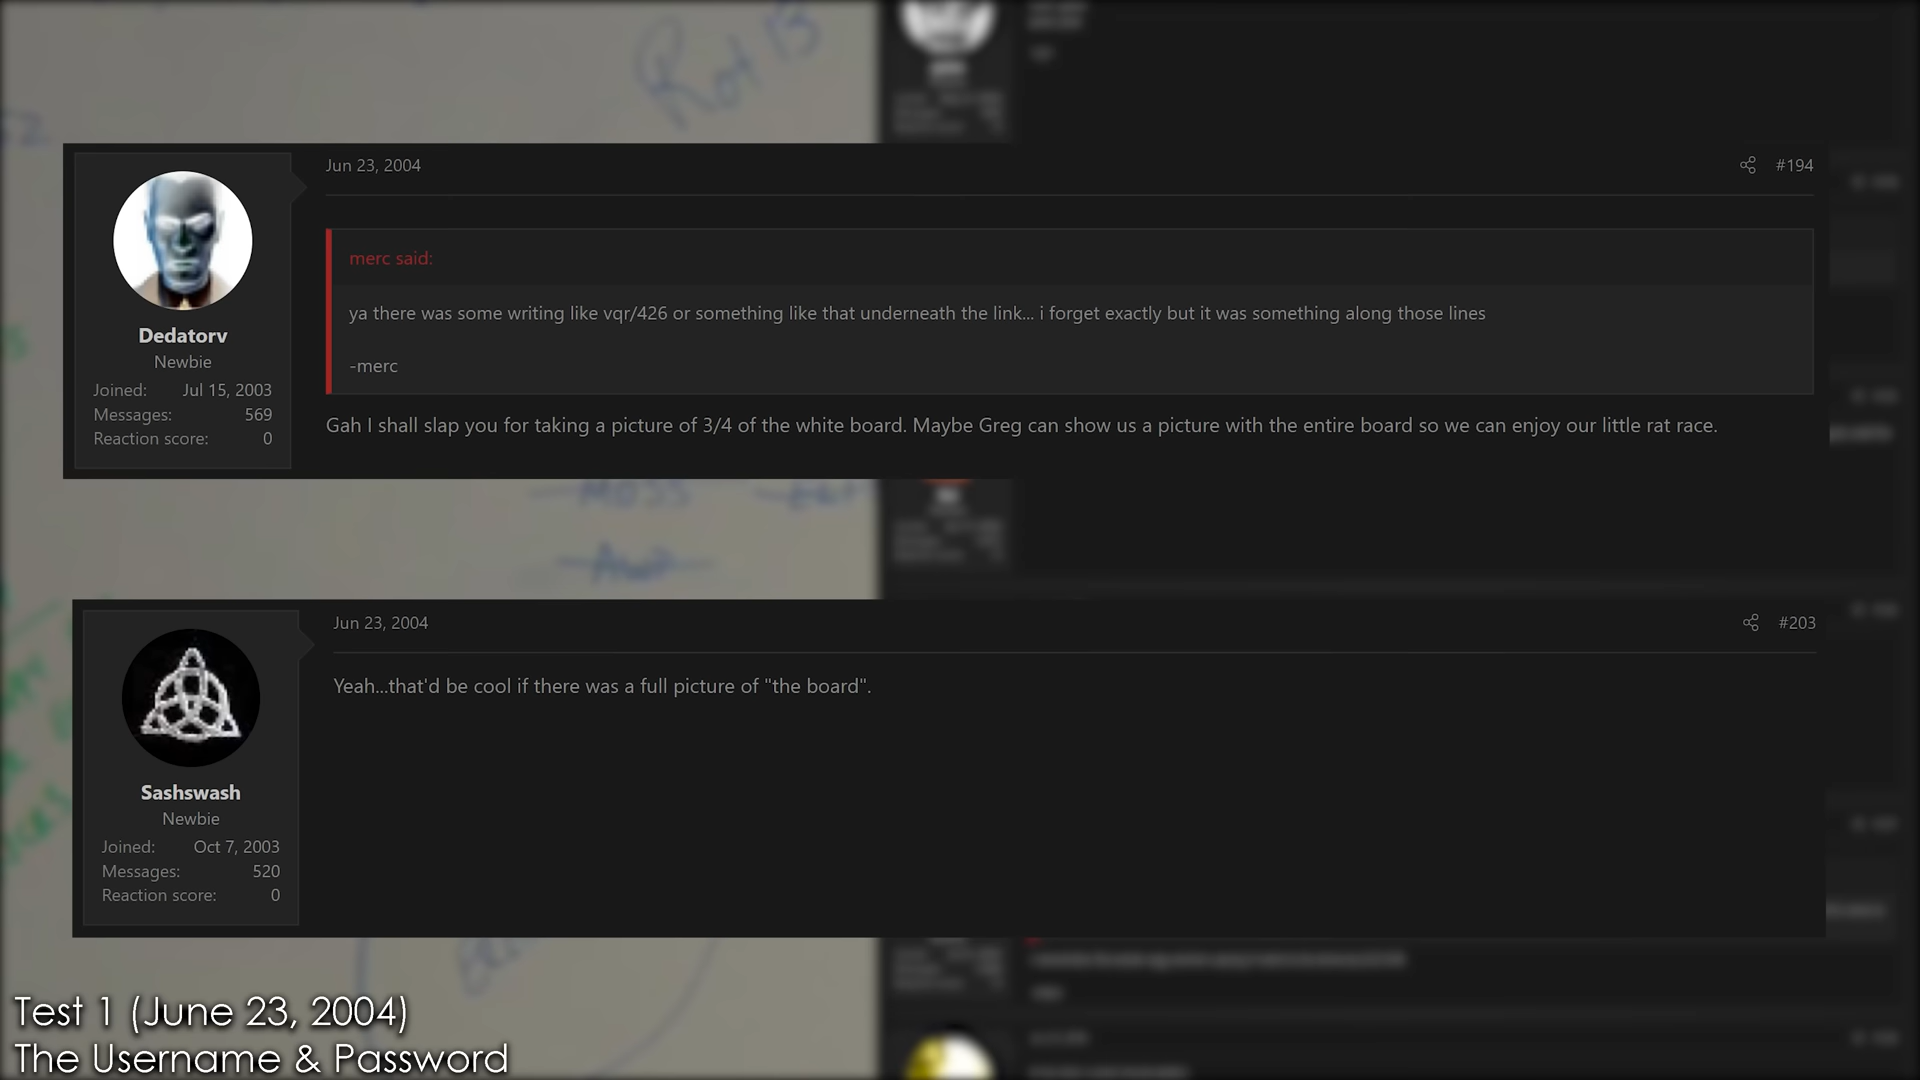 Rot 13
Jun 23, 2004
#194
merc said:
ya there was some writing like vqr/426 or something like that underneath the link... i forget exactly but it was something along those lines
-merc
Dedatorv
Newbie
Joined: Jul 15, 2003
Messages: 569
Reaction score: 0
Gah I shall slap you for taking a picture of 3/4 of the white board. Maybe Greg can show us a picture with the entire board so we can enjoy our little rat race.
MOSS
Jun 23, 2004
#203
Yeah...that'd be cool if there was a full picture of "the board".
Sashswash
Newbie
Joined: Oct 7, 2003
Messages: 520
Reaction score: 0
Test 1 (June 23, 2004)
The Username & Password